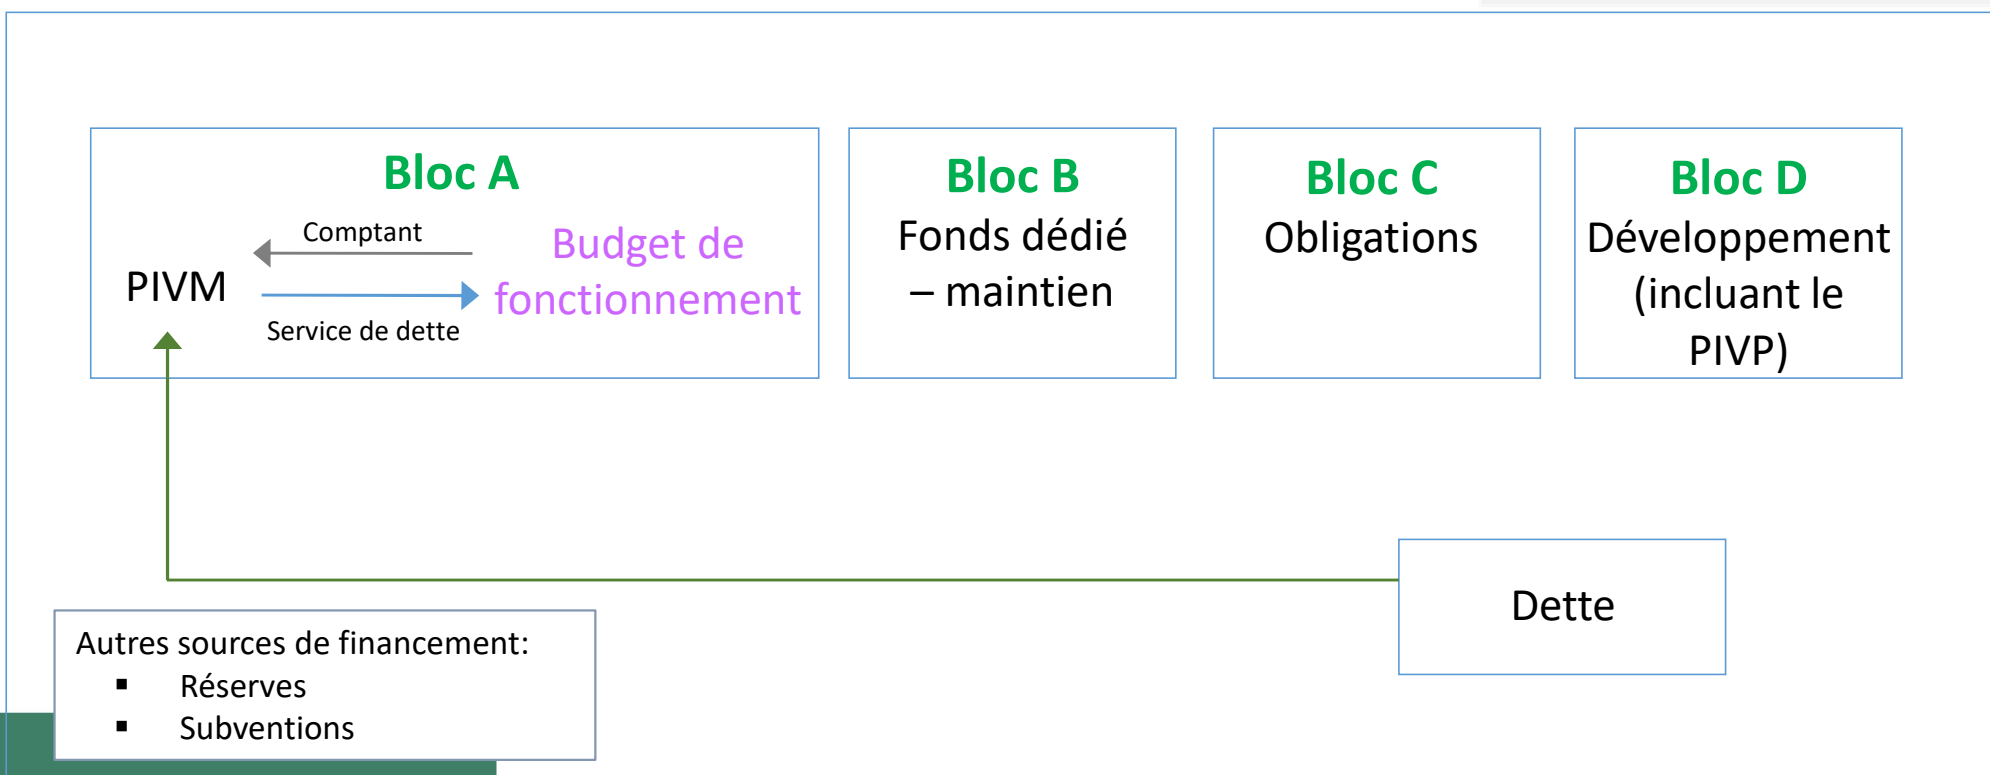 Bloc A
Comptant
PIVM
Budget de
fonctionnement
Service de dette
Bloc B
Fonds dédié
– maintien
Bloc C
Obligations
Bloc D
Développement
(incluant le
PIVP)
Dette
Autres sources de financement:
▪ Réserves
▪ Subventions